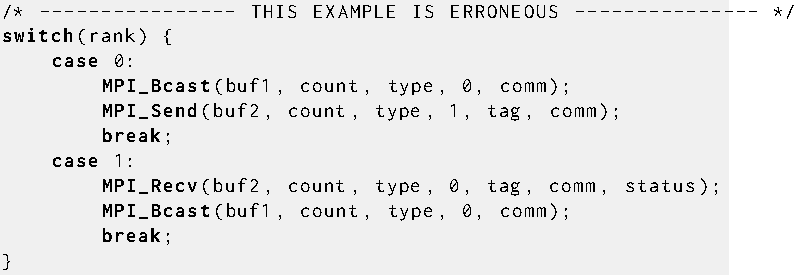 /* ---------------- THIS EXAMPLE IS ERRONEOUS --------------- */
switch(rank) {
    case 0:
        MPI_Bcast(buf1, count, type, 0, comm);
        MPI_Send(buf2, count, type, 1, tag, comm);
        break;
    case 1:
        MPI_Recv(buf2, count, type, 0, tag, comm, status);
        MPI_Bcast(buf1, count, type, 0, comm);
        break;
}